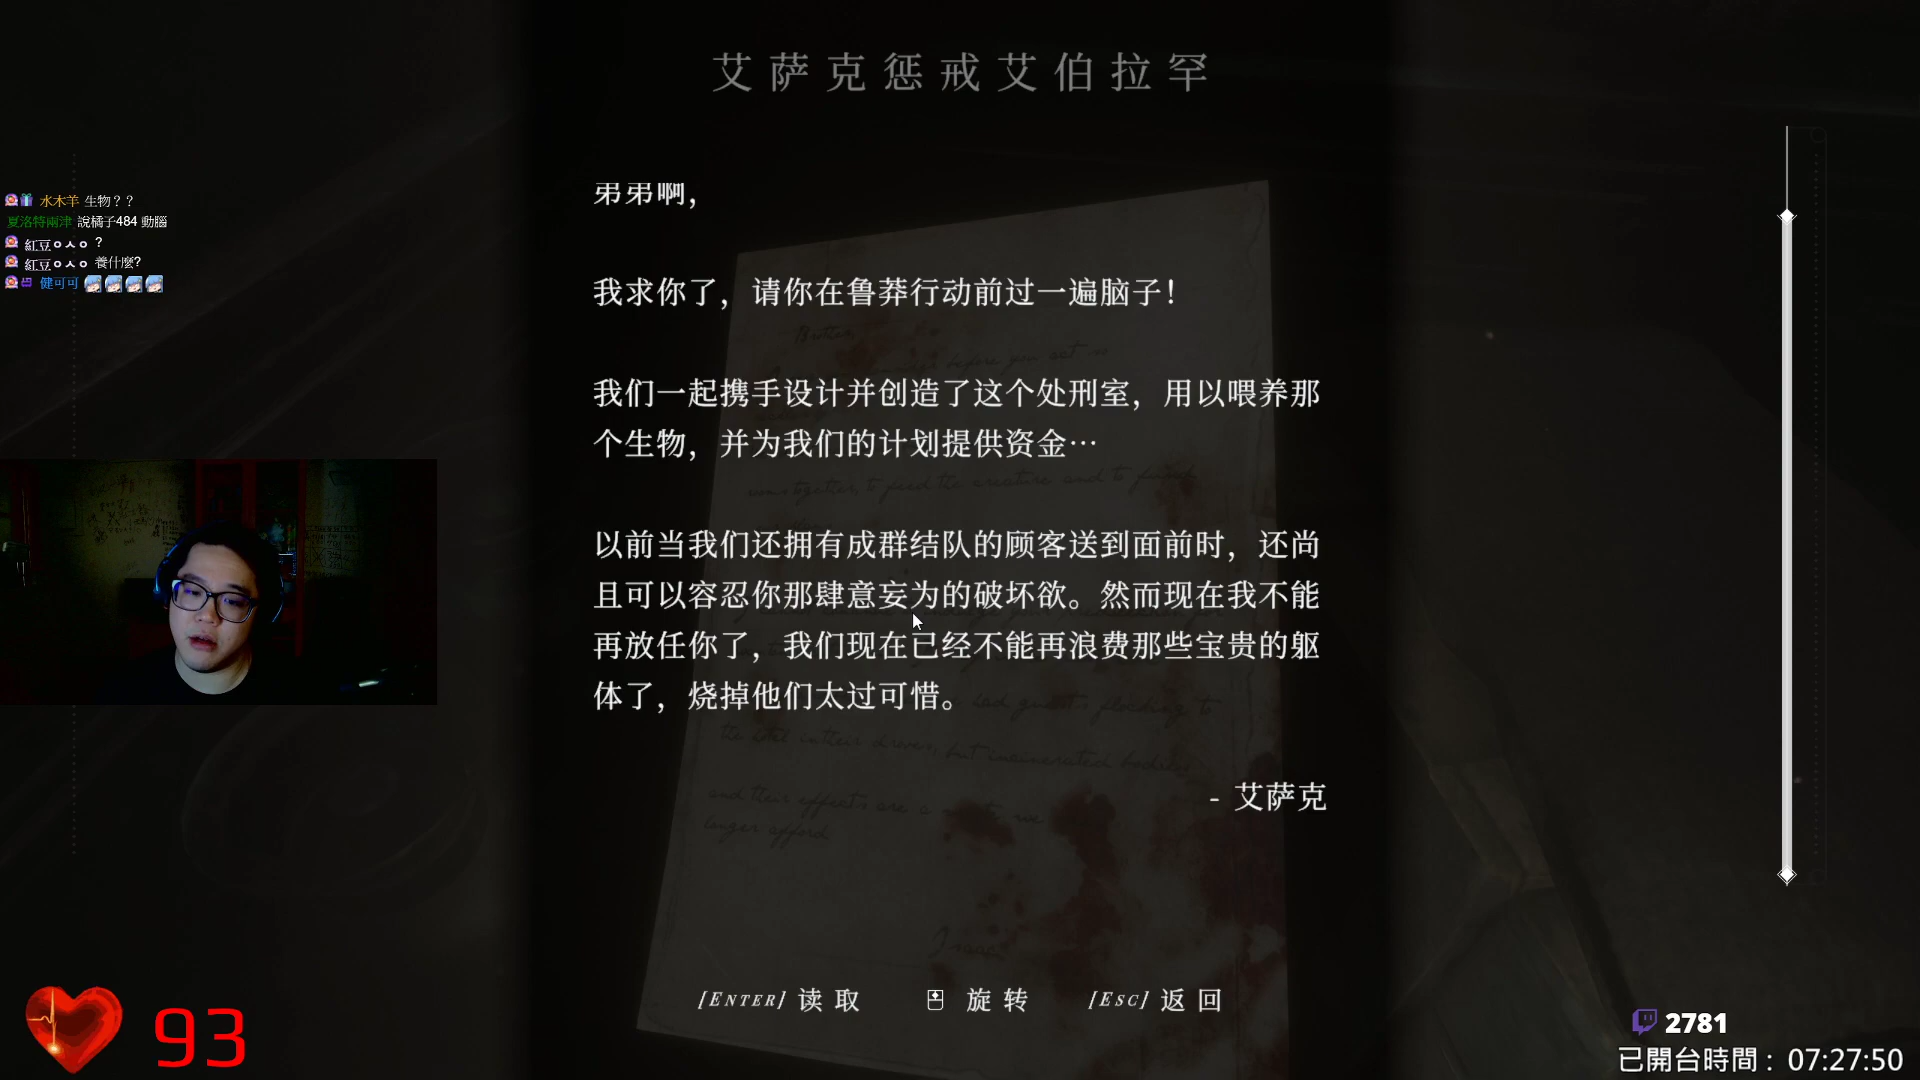 艾萨克惩戒艾伯拉罕
弟弟啊，
我求你了，请你在鲁莽行动前过一遍脑子！
我们一起携手设计并创造了这个处刑室，用以喂养那
个生物，并为我们的计划提供资金…
以前当我们还拥有成群结队的顾客送到面前时，还尚
且可以容忍你那肆意妄为的破坏欲。然而现在我不能
再放任你了，我们现在已经不能再浪费那些宝贵的躯
体了，烧掉他们太过可惜。
- 艾萨克
水木羊 生物？？
夏洛特兩津 說橘子484 動腦
紅豆ㅇㅅㅇ ?
紅豆ㅇㅅㅇ 養什麼?
健可可
[ENTER] 读取
旋转
[ESC] 返回
93
2781
已開台時間： 07:27:50